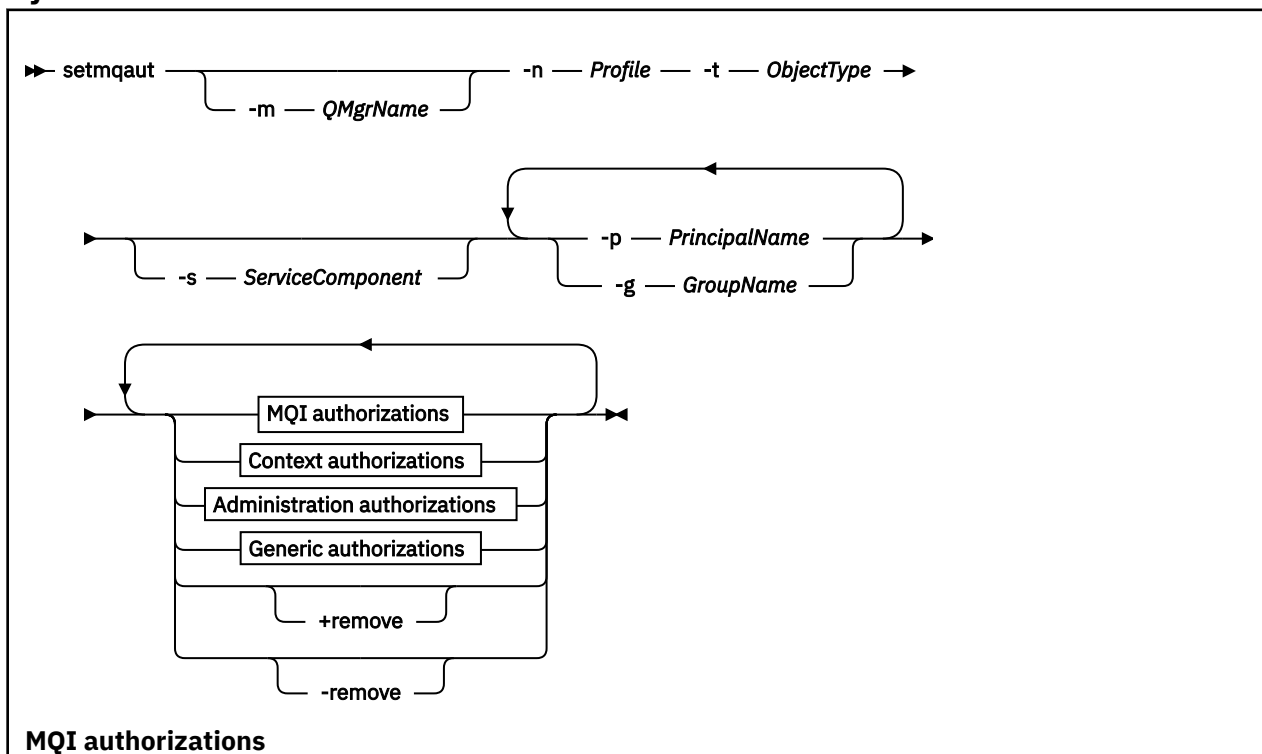 setmqaut -n Profile -t ObjectType
-m QMgrName
-p PrincipalName
-s ServiceComponent
-g GroupName
MQI authorizations
Context authorizations
Administration authorizations
Generic authorizations
+remove
-remove
MQI authorizations